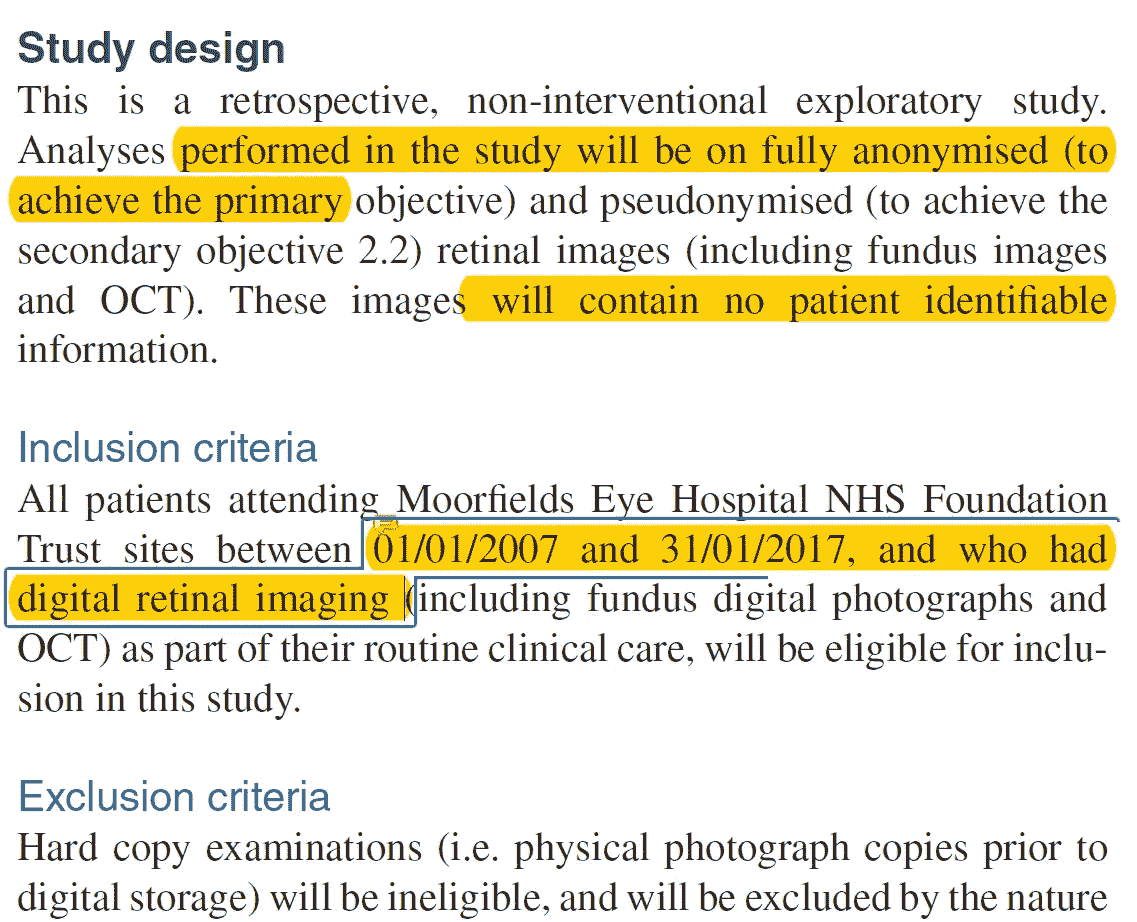 Study design
This is a retrospective, non-interventional exploratory study.
Analyses performed in the study will be on fully anonymised (to
achieve the primary objective) and pseudonymised (to achieve the
secondary objective 2.2) retinal images (including fundus images
and OCT). These images will contain no patient identifiable
information.
Inclusion criteria
All patients attending Moorfields Eye Hospital NHS Foundation
Trust sites between 01/01/2007 and 31/01/2017, and who had
digital retinal imaging (including fundus digital photographs and
OCT) as part of their routine clinical care, will be eligible for inclu-
sion in this study.
Exclusion criteria
Hard copy examinations (i.e. physical photograph copies prior to
digital storage) will be ineligible, and will be excluded by the nature